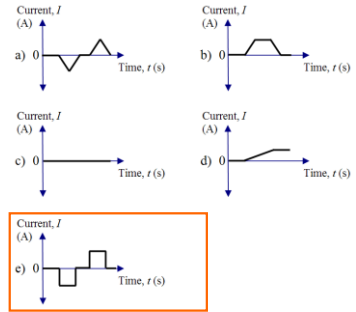 Current, I
(A)
a) 0
Time, t (s)
Current, I
(A)
b) 0
Time, t (s)
Current, I
(A)
c) 0
Time, t (s)
Current, I
(A)
d) 0
Time, t (s)
Current, I
(A)
e) 0
Time, t (s)